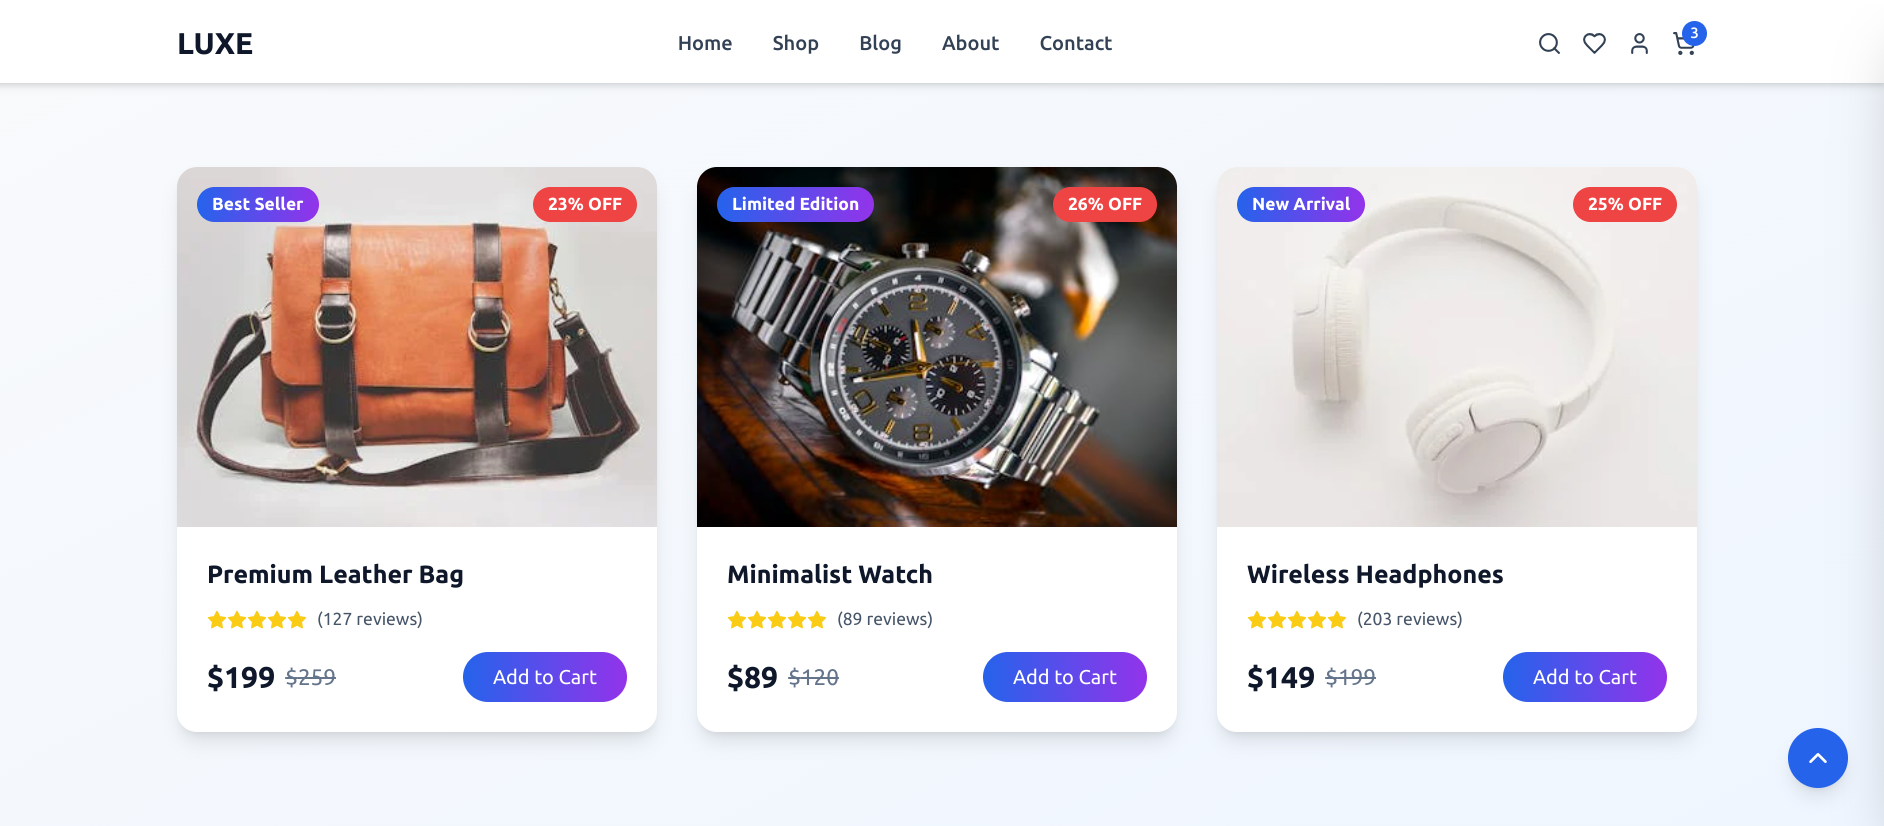 LUXE
Home Shop Blog About Contact
3
Best Seller
23% OFF
Premium Leather Bag
(127 reviews)
$199 $259
Add to Cart
Limited Edition
26% OFF
Minimalist Watch
(89 reviews)
$89 $120
Add to Cart
New Arrival
25% OFF
Wireless Headphones
(203 reviews)
$149 $199
Add to Cart